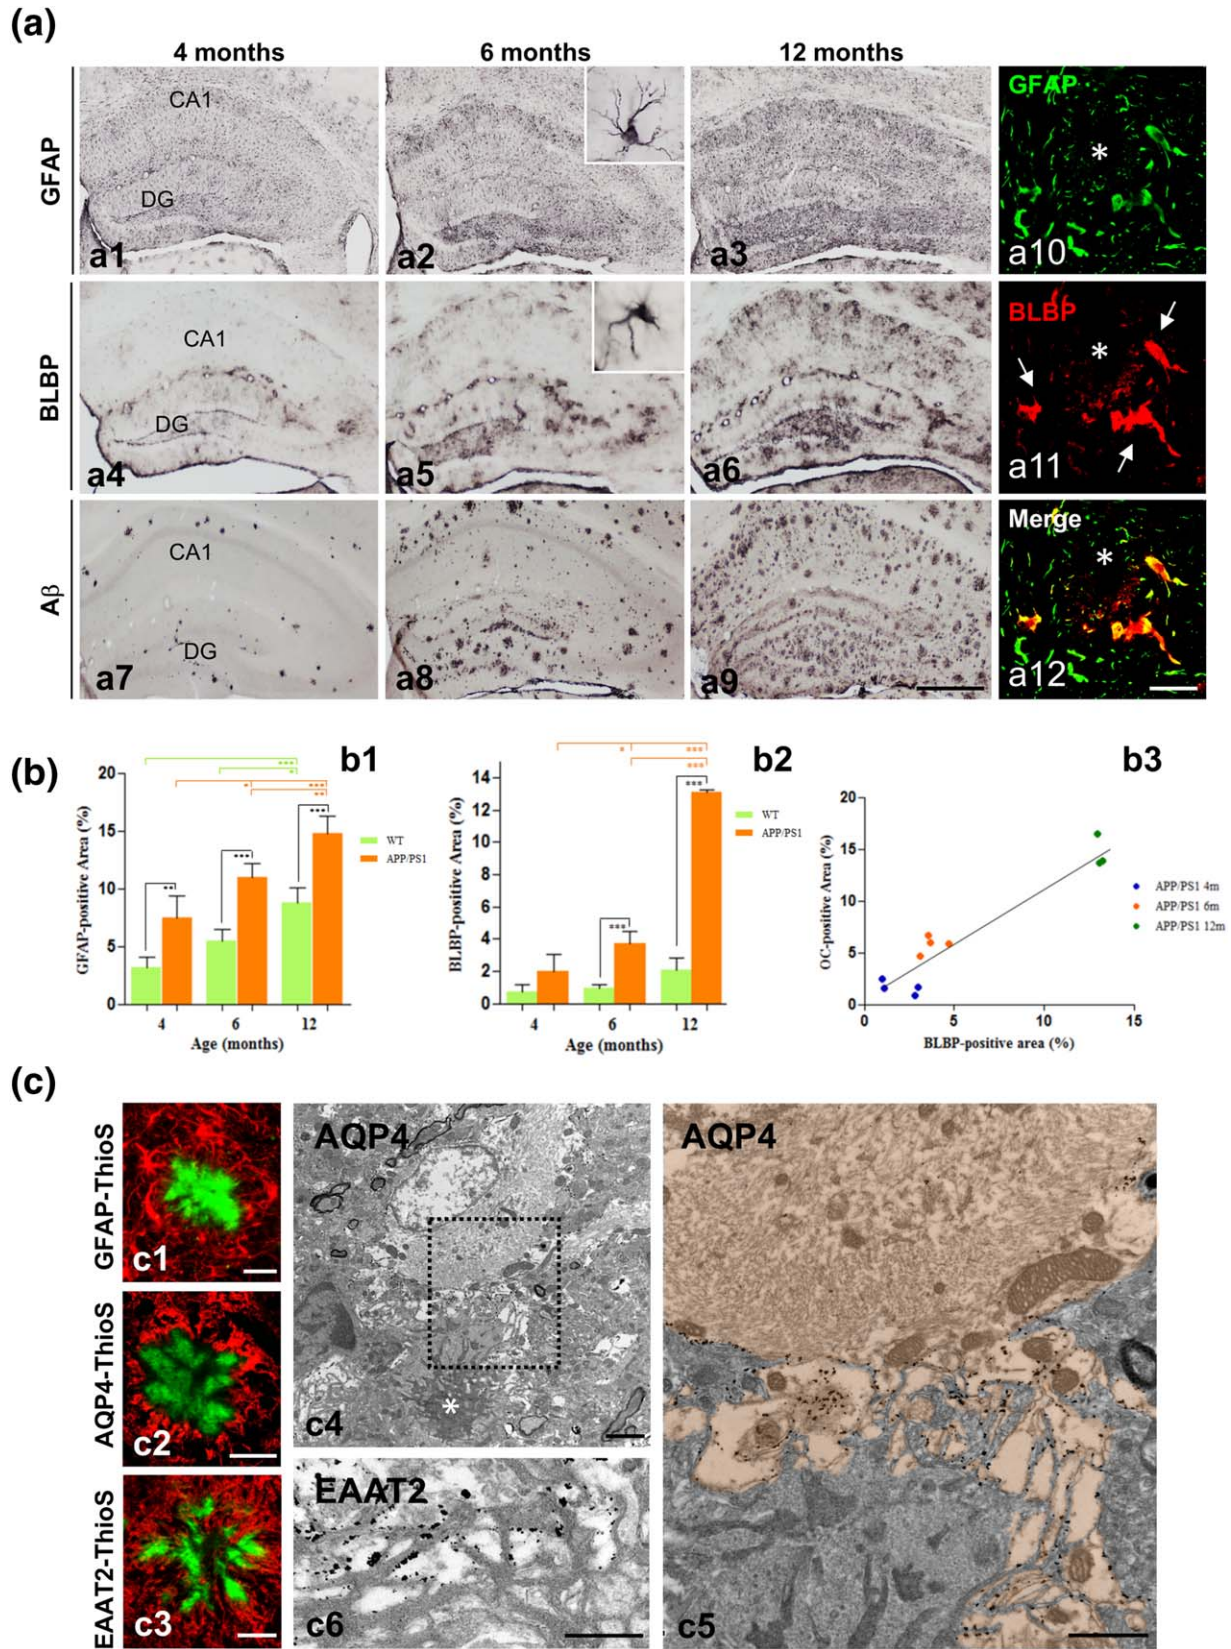 (a)
4 months
6 months
12 months
GFAP
CA1
DG
a1
a2
a3
GFAP
*
a10
BLBP
CA1
DG
a4
a5
a6
BLBP
*
a11
Aβ
CA1
DG
a7
a8
a9
Merge
*
a12
(b)
b1
GFAP-positive Area (%)
20
15
10
5
0
***
*
*
***
**
**
***
***
4
6
12
Age (months)
WT
APP/PS1
b2
BLBP-positive Area (%)
14
12
10
8
6
4
2
0
*
***
***
***
***
4
6
12
Age (months)
WT
APP/PS1
b3
OC-positive Area (%)
20
15
10
5
0
0
5
10
15
BLBP-positive area (%)
APP/PS1 4m
APP/PS1 6m
APP/PS1 12m
(c)
GFAP-ThioS
c1
AQP4-ThioS
c2
EAAT2-ThioS
c3
AQP4
*
c4
AQP4
c5
EAAT2
c6